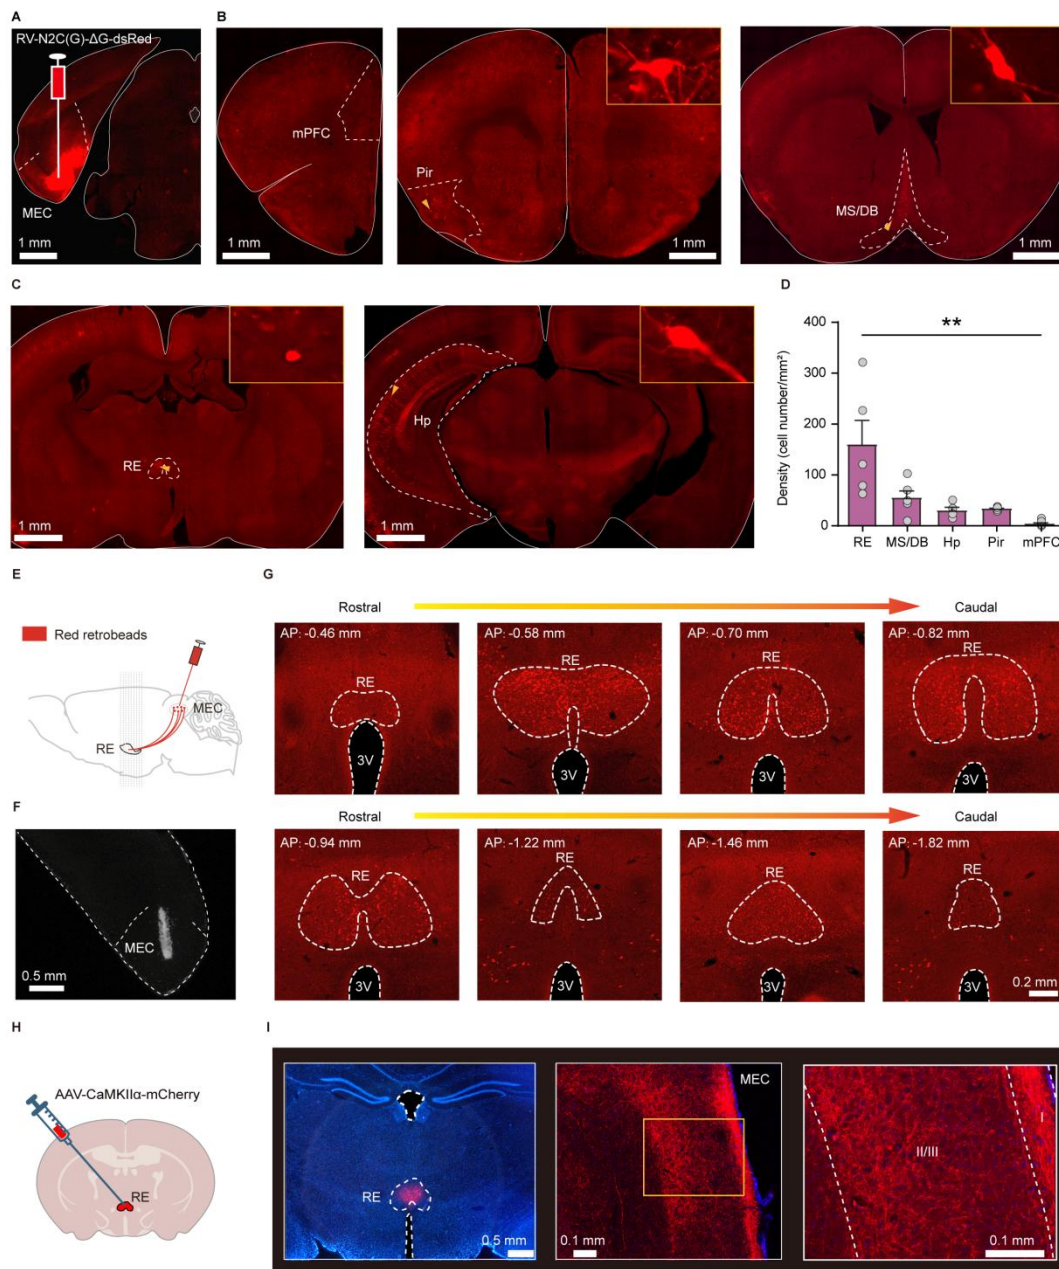 A
RV-N2C(G)-ΔG-dsRed
MEC
1 mm
B
mPFC
1 mm
Pir
1 mm
MS/DB
1 mm
C
RE
1 mm
Hp
1 mm
D
Density (cell number/mm²)
400
300
200
100
0
**
RE MS/DB Hp Pir mPFC
E
Red retrobeads
MEC
RE
F
MEC
0.5 mm
G
Rostral Caudal
AP: -0.46 mm
RE
3V
AP: -0.58 mm
RE
3V
AP: -0.70 mm
RE
3V
AP: -0.82 mm
RE
3V
Rostral Caudal
AP: -0.94 mm
RE
3V
AP: -1.22 mm
RE
3V
AP: -1.46 mm
RE
3V
AP: -1.82 mm
RE
3V
0.2 mm
H
AAV-CaMKIIα-mCherry
RE
I
RE
0.5 mm
MEC
0.1 mm
I
II/III
0.1 mm